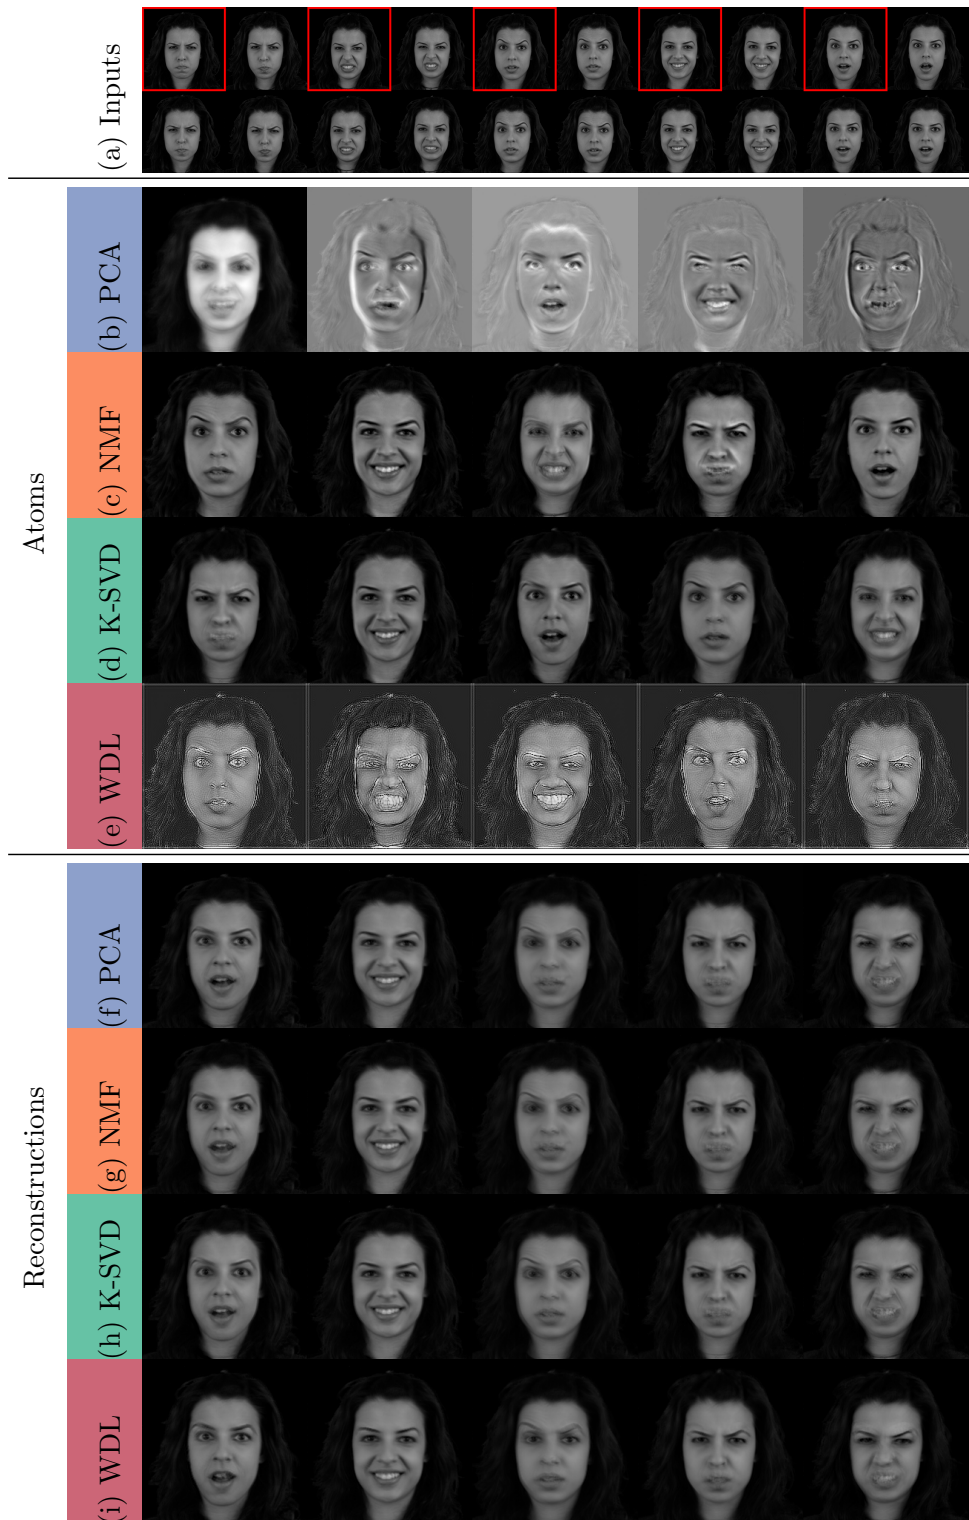 (a) Inputs
Atoms
(b) PCA
(c) NMF
(d) K-SVD
(e) WDL
Reconstructions
(f) PCA
(g) NMF
(h) K-SVD
(i) WDL